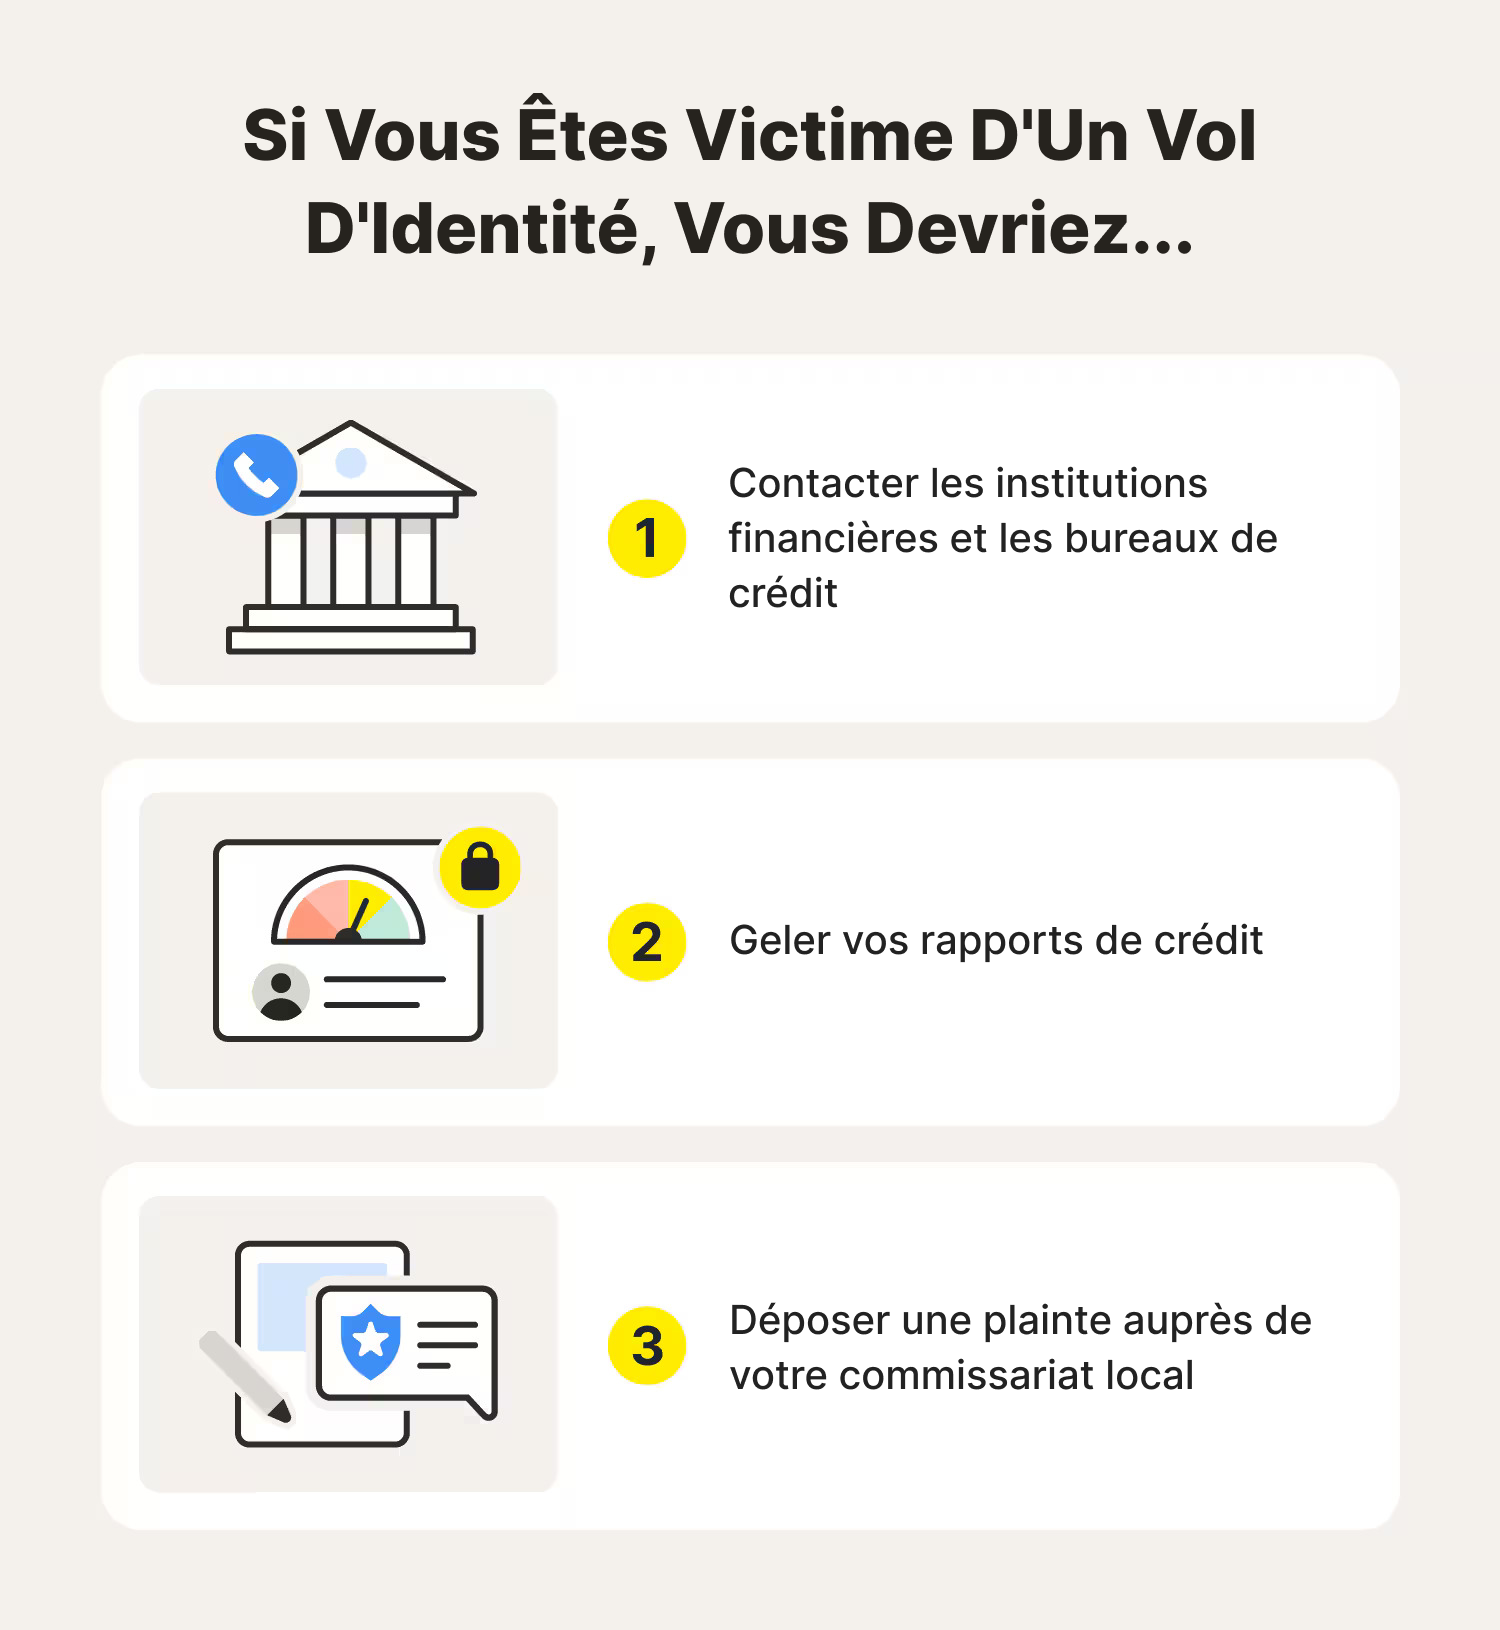 Si Vous Êtes Victime D'Un Vol
D'Identité, Vous Devriez...
1
Contacter les institutions
financières et les bureaux de
crédit
2
Geler vos rapports de crédit
3
Déposer une plainte auprès de
votre commissariat local